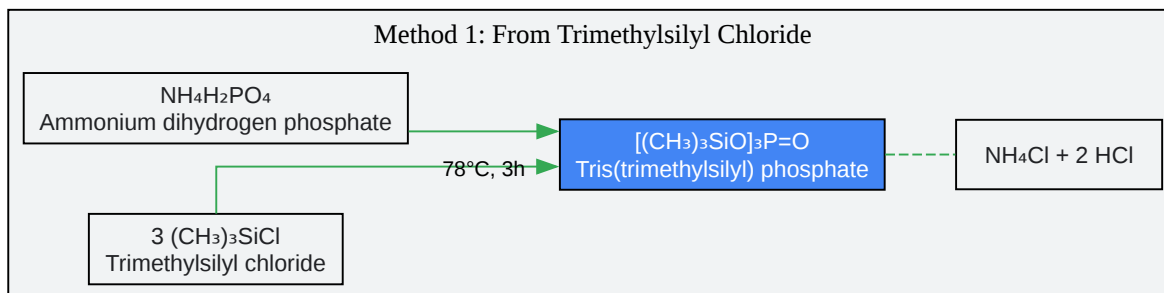 Method 1: From Trimethylsilyl Chloride
NH₄H₂PO₄
Ammonium dihydrogen phosphate
[(CH₃)₃SiO]₃P=O
Tris(trimethylsilyl) phosphate
NH₄Cl + 2 HCl
78°C, 3h
3 (CH₃)₃SiCl
Trimethylsilyl chloride